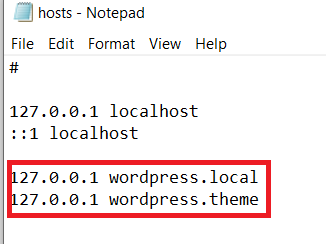 hosts - Notepad
File Edit Format View Help
#
127.0.0.1 localhost
::1 localhost
127.0.0.1 wordpress.local
127.0.0.1 wordpress.theme